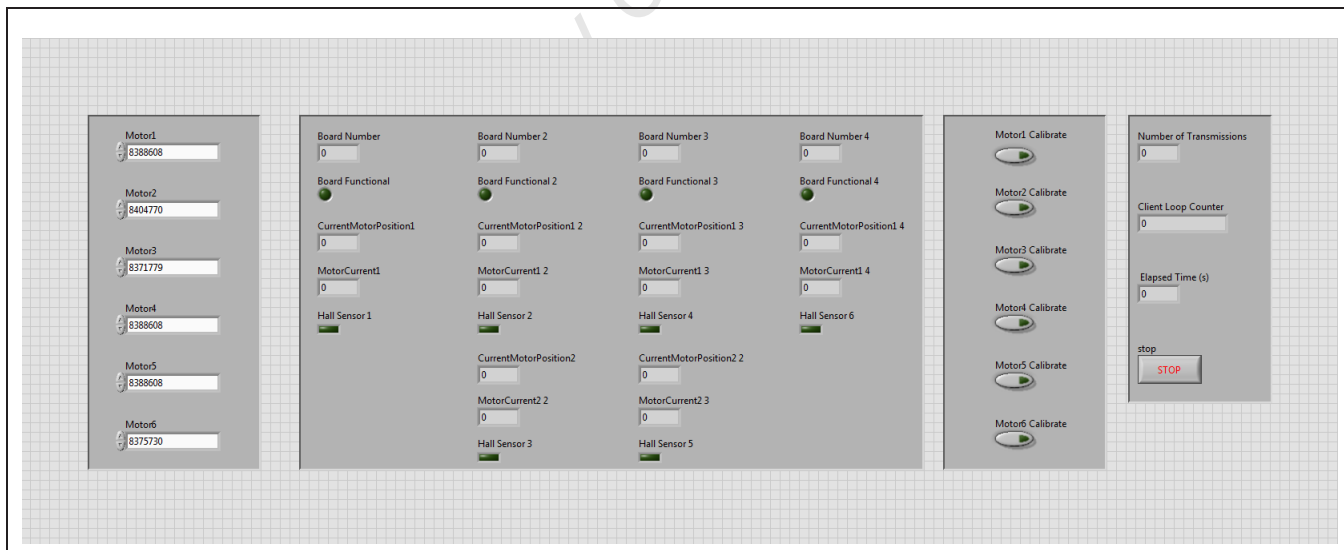 Motor1
8388608
Motor2
8404770
Motor3
8371779
Motor4
8388608
Motor5
8388608
Motor6
8375730
Board Number
0
Board Functional
CurrentMotorPosition1
0
MotorCurrent1
0
Hall Sensor 1
Board Number 2
0
Board Functional 2
CurrentMotorPosition1 2
0
MotorCurrent1 2
0
Hall Sensor 2
CurrentMotorPosition2
0
MotorCurrent2 2
0
Hall Sensor 3
Board Number 3
0
Board Functional 3
CurrentMotorPosition1 3
0
MotorCurrent1 3
0
Hall Sensor 4
CurrentMotorPosition2 2
0
MotorCurrent2 3
0
Hall Sensor 5
Board Number 4
0
Board Functional 4
CurrentMotorPosition1 4
0
MotorCurrent1 4
0
Hall Sensor 6
Motor1 Calibrate
Motor2 Calibrate
Motor3 Calibrate
Motor4 Calibrate
Motor5 Calibrate
Motor6 Calibrate
Number of Transmissions
0
Client Loop Counter
0
Elapsed Time (s)
0
stop
STOP